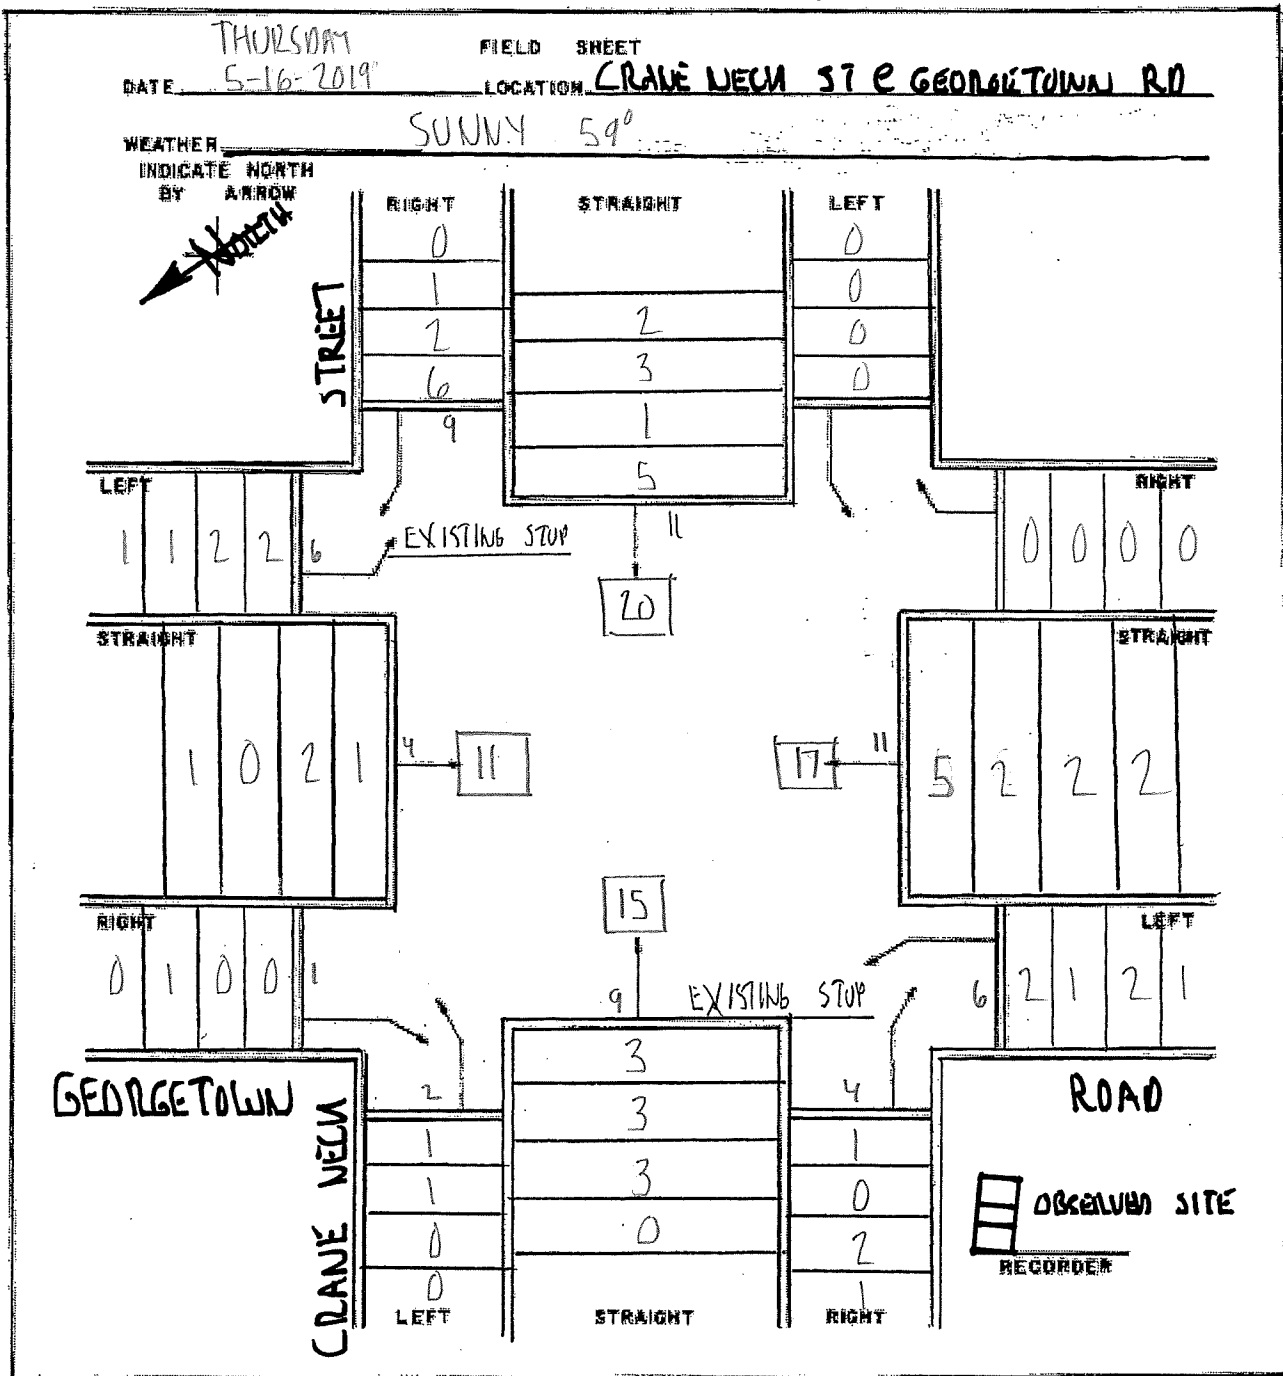 THURSDAY
FIELD SHEET
DATE 5-16-2019 LOCATION CRANE NECK ST @ GEORGETOWN RD
WEATHER SUNNY 59°
INDICATE NORTH
BY ARROW
NORTH
STREET
RIGHT STRAIGHT LEFT
0 0
1 0
2 2 0
6 3 0
9 1
5
LEFT RIGHT
1 1 2 2 6 EXISTING STOP 11 0 0 0 0
20
STRAIGHT STRAIGHT
1 0 2 1 4 11 17 11 5 2 2 2
RIGHT 15 LEFT
0 1 0 0 1 9 EXISTING STOP 6 2 1 2 1
GEORGETOWN ROAD
CRANE NECK
2 3 4
1 3 1
1 3 0
0 0 2
0 1
LEFT STRAIGHT RIGHT
OBSERVED SITE
RECORDER